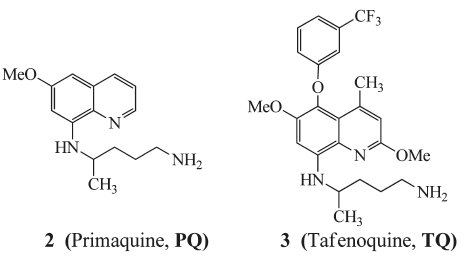 CF3
O
CH3
MeO
MeO
N
N
OMe
HN
NH2
CH3
HN
NH2
CH3
2 (Primaquine, PQ)
3 (Tafenoquine, TQ)